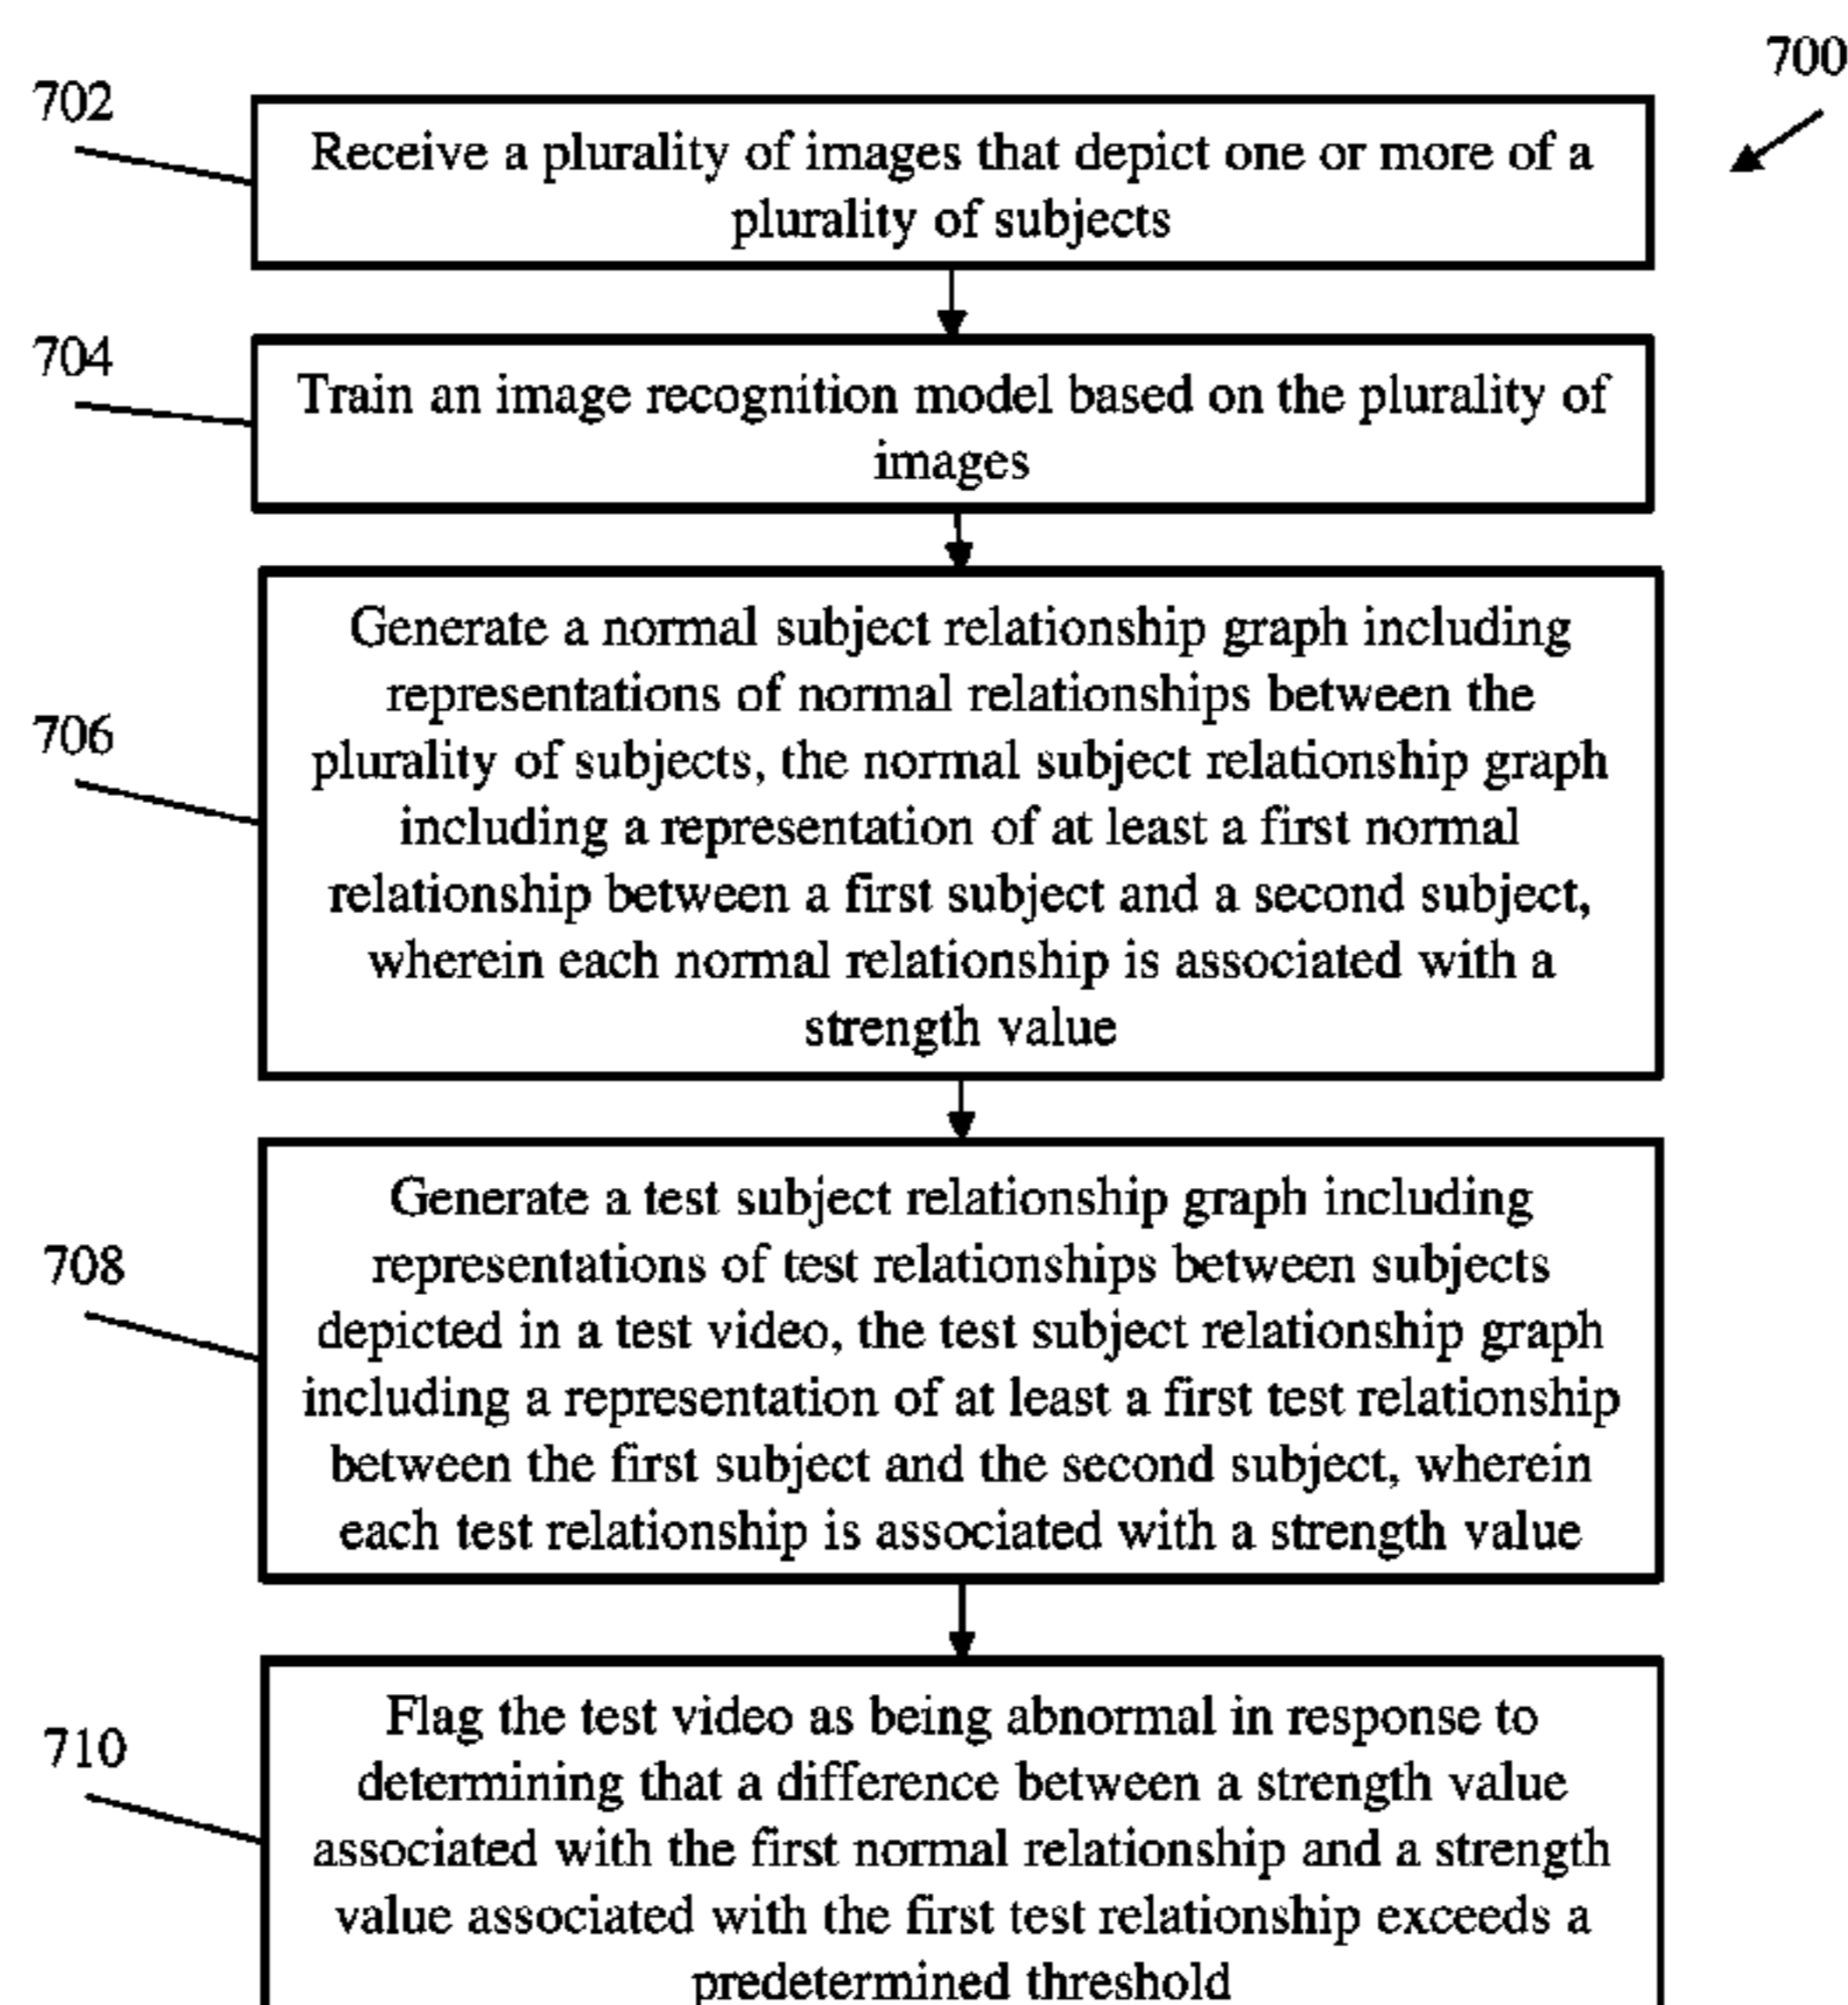 700
702
Receive a plurality of images that depict one or more of a
plurality of subjects
704
Train an image recognition model based on the plurality of
images
706
Generate a normal subject relationship graph including
representations of normal relationships between the
plurality of subjects, the normal subject relationship graph
including a representation of at least a first normal
relationship between a first subject and a second subject,
wherein each normal relationship is associated with a
strength value
708
Generate a test subject relationship graph including
representations of test relationships between subjects
depicted in a test video, the test subject relationship graph
including a representation of at least a first test relationship
between the first subject and the second subject, wherein
each test relationship is associated with a strength value
710
Flag the test video as being abnormal in response to
determining that a difference between a strength value
associated with the first normal relationship and a strength
value associated with the first test relationship exceeds a
predetermined threshold